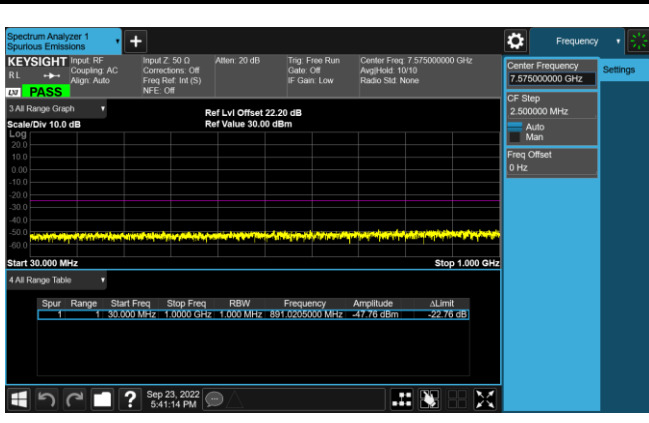 Spectrum Analyzer 1
Spurious Emissions
Frequency
KEYSIGHT
Input: RF
Input Z: 50 Ω
Atten: 20 dB
Trig: Free Run
Center Freq: 7.575000000 GHz
RL
Coupling: AC
Corrections: Off
Gate: Off
Avg|Hold: 10/10
Align: Auto
Freq Ref: Int (S)
IF Gain: Low
Radio Std: None
NFE: Off
LXI
PASS
Center Frequency
7.575000000 GHz
Settings
CF Step
2.500000 MHz
Auto
Man
Freq Offset
0 Hz
3 All Range Graph
Ref Lvl Offset 22.20 dB
Scale/Div 10.0 dB
Ref Value 30.00 dBm
Log
20.0
10.0
0.00
-10.0
-20.0
-30.0
-40.0
-50.0
-60.0
Start 30.000 MHz
Stop 1.000 GHz
4 All Range Table
Spur Range Start Freq Stop Freq RBW Frequency Amplitude ΔLimit
1 1 30.000 MHz 1.0000 GHz 1.000 MHz 891.0205000 MHz -47.76 dBm -22.76 dB
?
Sep 23, 2022
5:41:14 PM